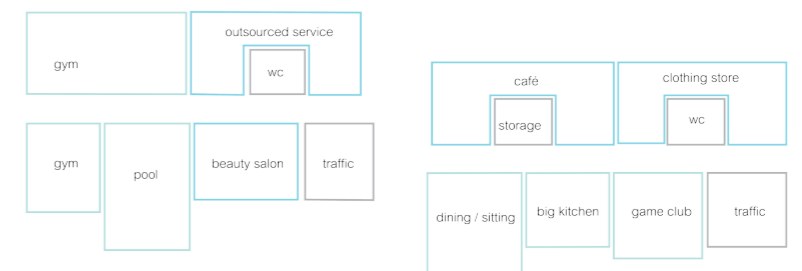 outsourced service
gym
wc
gym
pool
beauty salon
traffic
café
clothing store
storage
wc
dining / sitting
big kitchen
game club
traffic